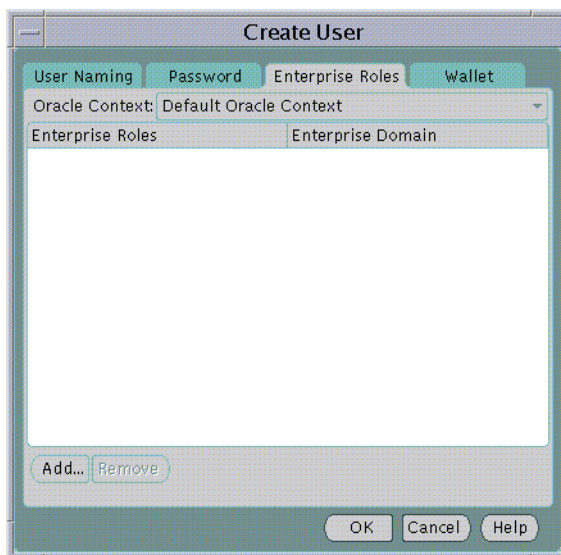 Create User
User Naming Password Enterprise Roles Wallet
Oracle Context: Default Oracle Context
Enterprise Roles Enterprise Domain
Add... Remove
OK Cancel Help